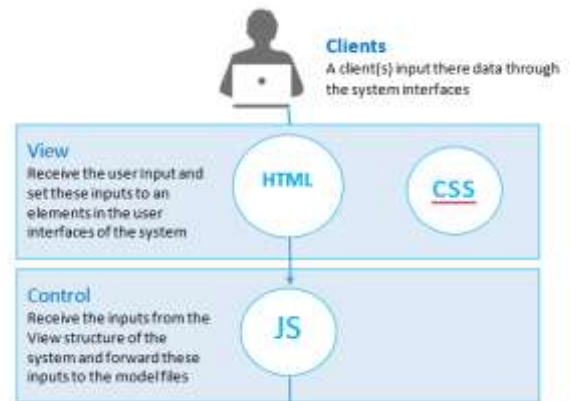 Clients
A client(s) input there data through
the system interfaces
View
Receive the user Input and
set these inputs to an
elements in the user
interfaces of the system
HTML
CSS
Control
Receive the inputs from the
View structure of the
system and forward these
inputs to the model files
JS